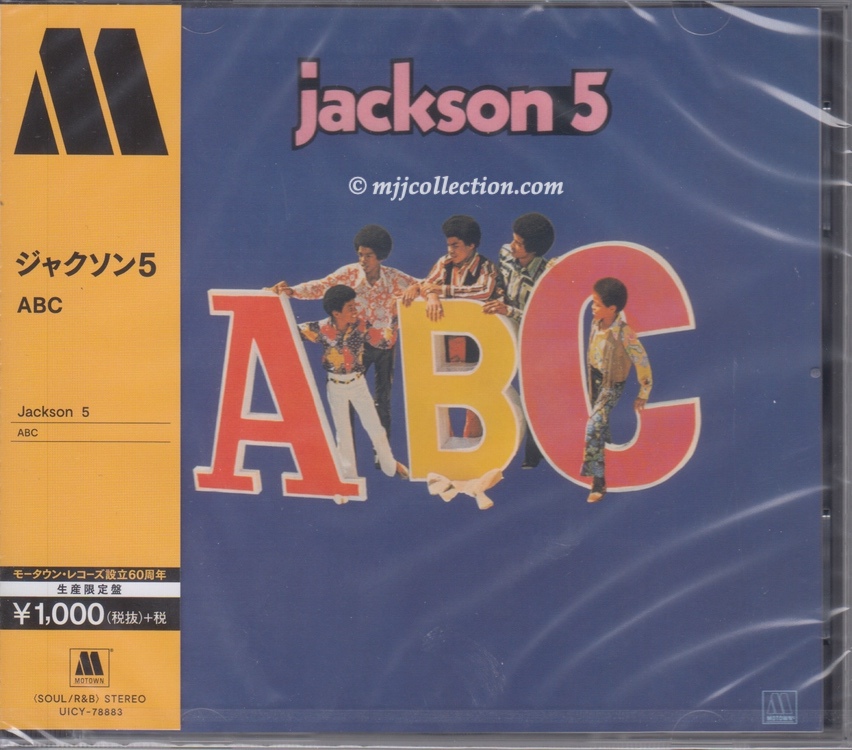 ジャクソン5
ABC
Jackson 5
ABC
モータウン・レコーズ設立60周年
生産限定盤
¥1,000(税抜)+税
M
MOTOWN®
〈SOUL/R&B〉 STEREO
UICY-78883
jackson 5
© mjjcollection.com
ABC
M
MOTOWN